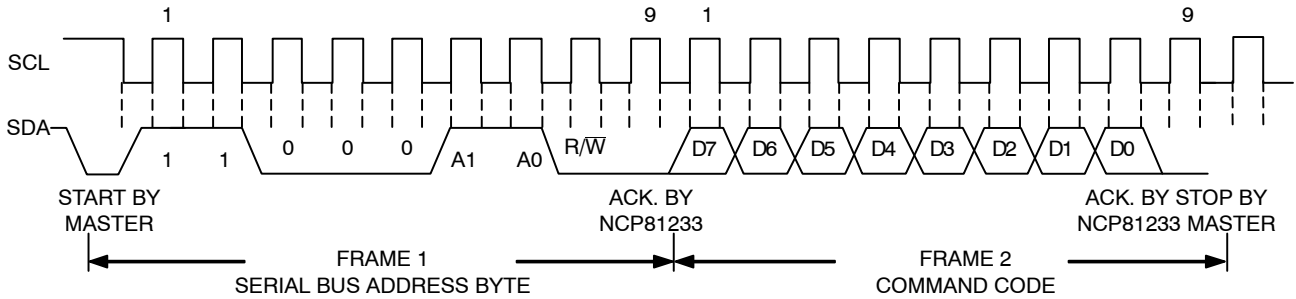 1 9 1 9
SCL
SDA
1 1 0 0 0 A1 A0 R/W̅ D7 D6 D5 D4 D3 D2 D1 D0
START BY MASTER
ACK. BY NCP81233
ACK. BY NCP81233
STOP BY MASTER
FRAME 1
SERIAL BUS ADDRESS BYTE
FRAME 2
COMMAND CODE